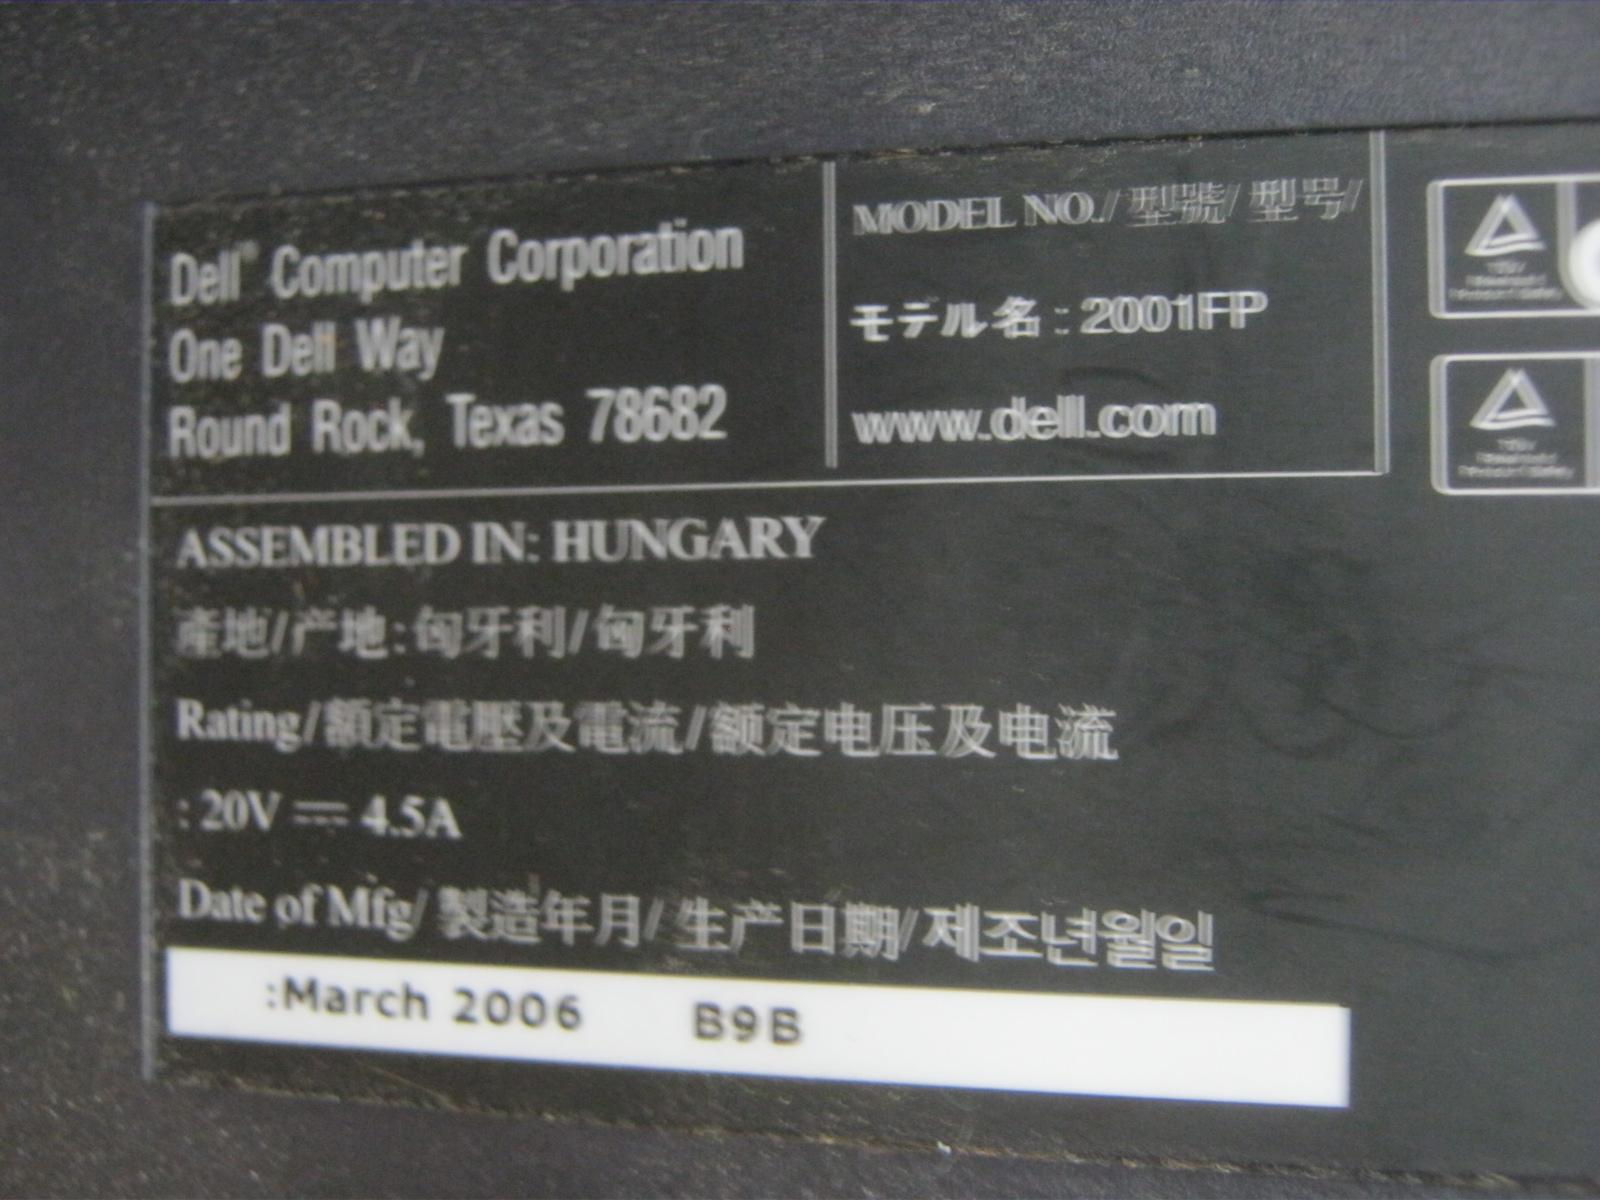 Dell® Computer Corporation
One Dell Way
Round Rock, Texas 78682
MODEL NO./型號/型号/
モデル名:2001FP
www.dell.com
ASSEMBLED IN: HUNGARY
產地/产地:匈牙利/匈牙利
Rating/額定電壓及電流/额定电压及电流
: 20V ⎓ 4.5A
Date of Mfg/製造年月/生产日期/제조년월일
:March 2006 B9B